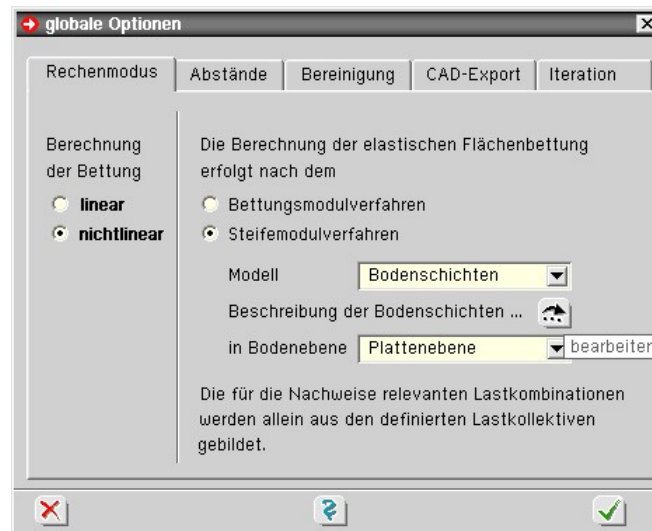 globale Optionen
Rechenmodus
Abstände
Bereinigung
CAD-Export
Iteration
Berechnung
der Bettung
linear
nichtlinear
Die Berechnung der elastischen Flächenbettung
erfolgt nach dem
Bettungsmodulverfahren
Steifemodulverfahren
Modell Bodenschichten
Beschreibung der Bodenschichten ...
in Bodenebene Plattenebene
bearbeiten
Die für die Nachweise relevanten Lastkombinationen
werden allein aus den definierten Lastkollektiven
gebildet.